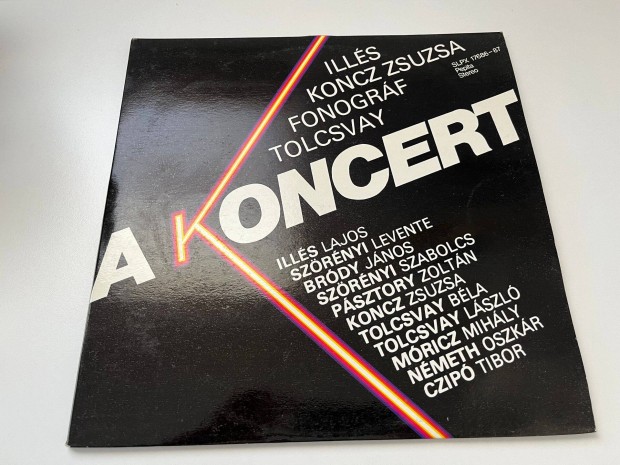 ILLÉS
KONCZ ZSUZSA
FONOGRÁF
TOLCSVAY
SLPX 17686-87
Pepita
Stereo
A KONCERT
ILLÉS LAJOS
SZÖRÉNYI LEVENTE
BRÓDY JÁNOS
SZÖRÉNYI SZABOLCS
PÁSZTORY ZOLTÁN
KONCZ ZSUZSA
TOLCSVAY BÉLA
TOLCSVAY LÁSZLÓ
MÓRICZ MIHÁLY
NÉMETH OSZKÁR
CZIPÓ TIBOR